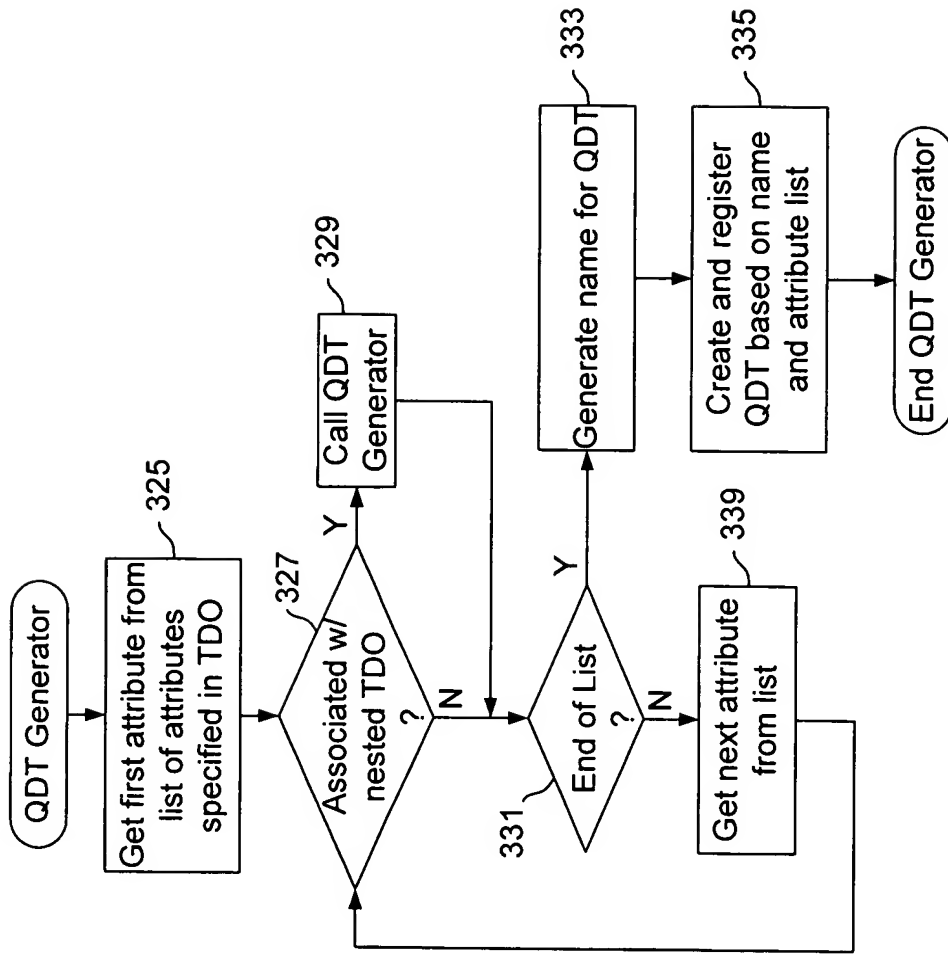 QDT Generator
325
Get first attribute from
list of attributes
specified in TDO
327
Associated w/
nested TDO
?
Y
329
Call QDT
Generator
N
331
End of List
?
Y
N
339
Get next attribute
from list
333
Generate name for QDT
335
Create and register
QDT based on name
and attribute list
End QDT Generator